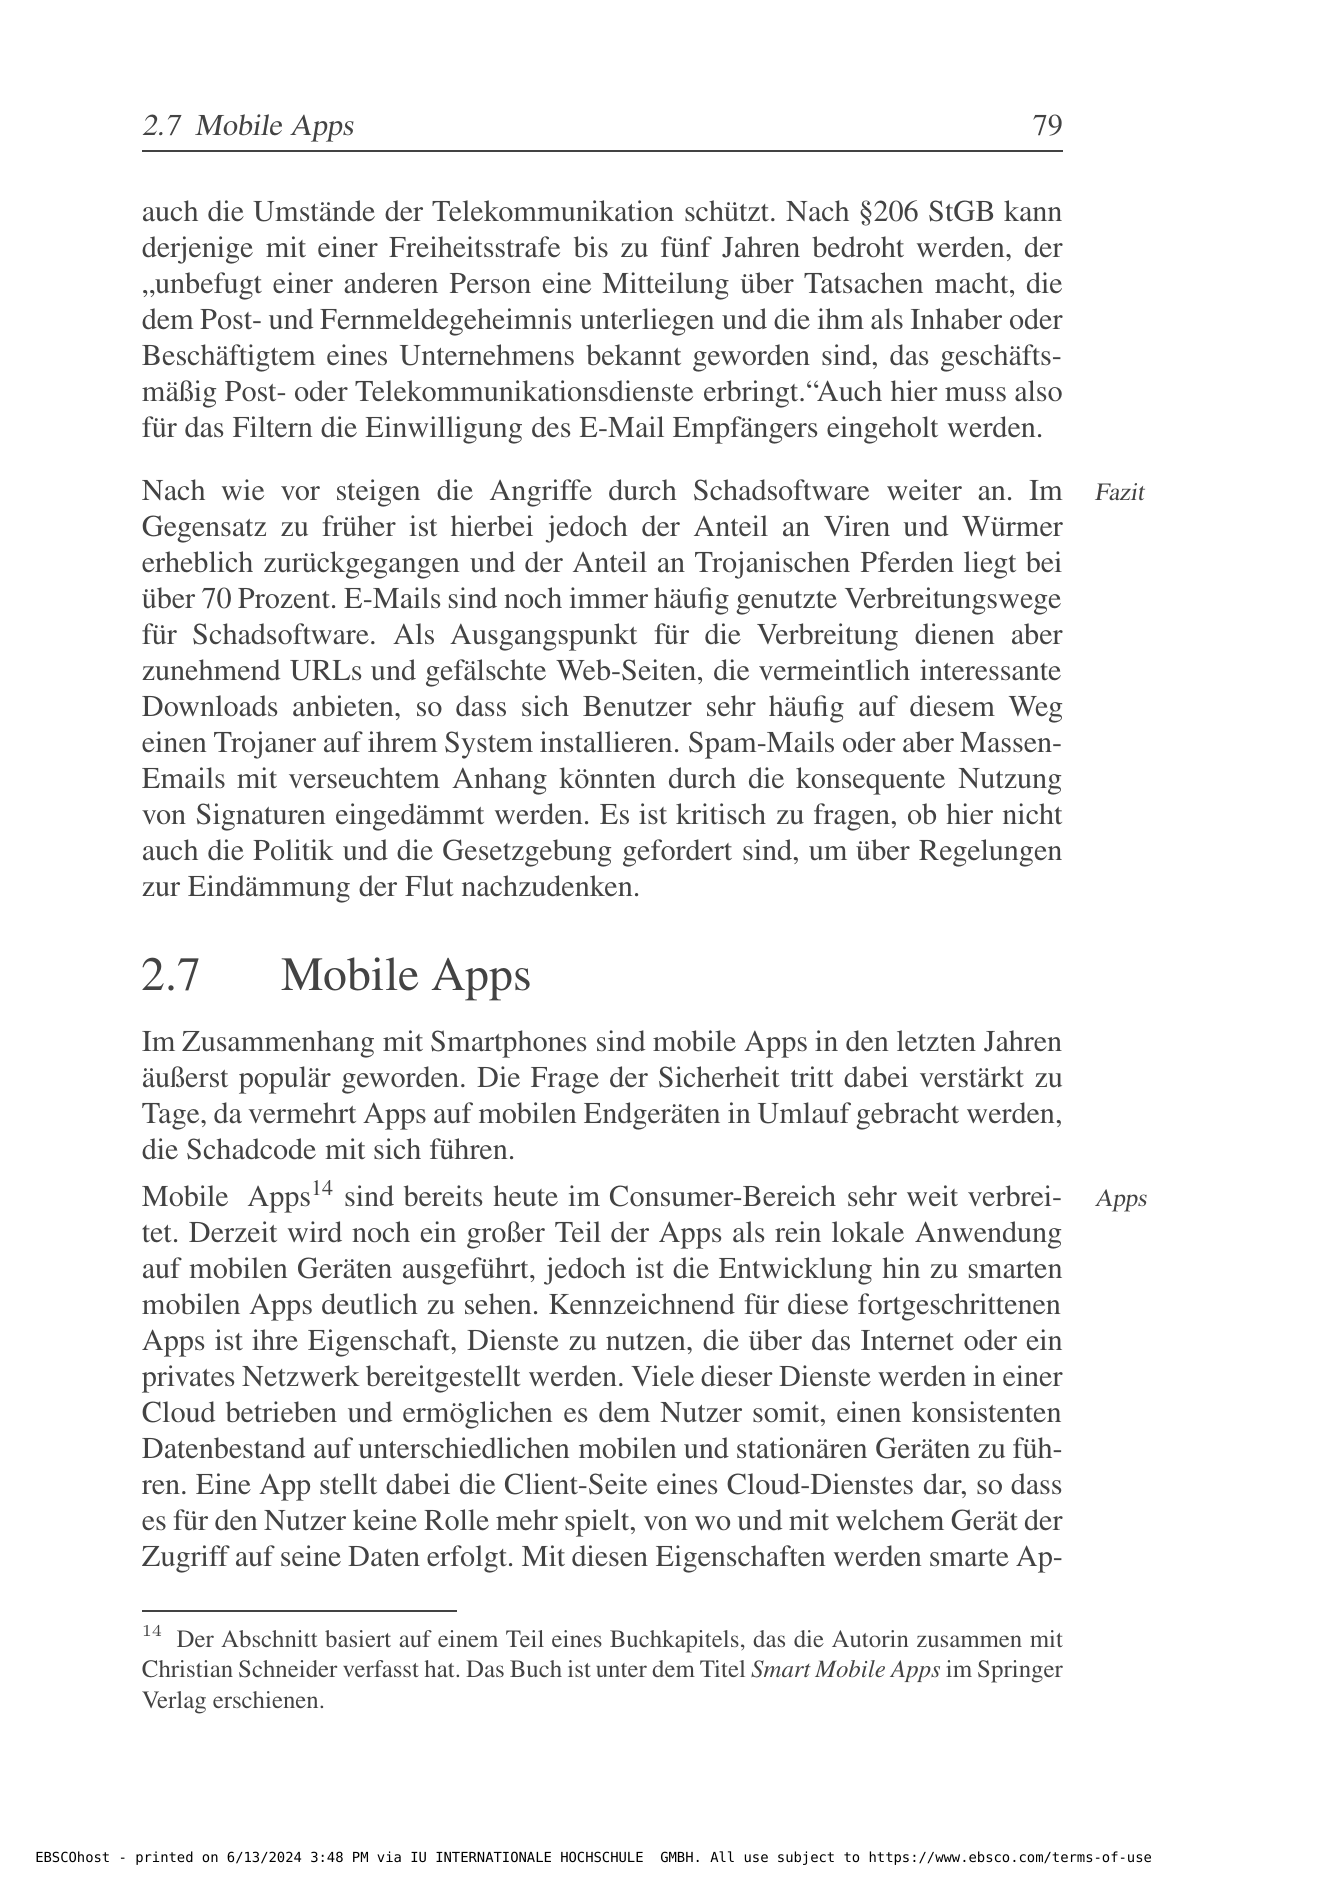 2.7 Mobile Apps 79
auch die Umstände der Telekommunikation schützt. Nach §206 StGB kann
derjenige mit einer Freiheitsstrafe bis zu fünf Jahren bedroht werden, der
„unbefugt einer anderen Person eine Mitteilung über Tatsachen macht, die
dem Post- und Fernmeldegeheimnis unterliegen und die ihm als Inhaber oder
Beschäftigtem eines Unternehmens bekannt geworden sind, das geschäfts-
mäßig Post- oder Telekommunikationsdienste erbringt.“Auch hier muss also
für das Filtern die Einwilligung des E-Mail Empfängers eingeholt werden.
Nach wie vor steigen die Angriffe durch Schadsoftware weiter an. Im Fazit
Gegensatz zu früher ist hierbei jedoch der Anteil an Viren und Würmer
erheblich zurückgegangen und der Anteil an Trojanischen Pferden liegt bei
über 70 Prozent. E-Mails sind noch immer häufig genutzte Verbreitungswege
für Schadsoftware. Als Ausgangspunkt für die Verbreitung dienen aber
zunehmend URLs und gefälschte Web-Seiten, die vermeintlich interessante
Downloads anbieten, so dass sich Benutzer sehr häufig auf diesem Weg
einen Trojaner auf ihrem System installieren. Spam-Mails oder aber Massen-
Emails mit verseuchtem Anhang könnten durch die konsequente Nutzung
von Signaturen eingedämmt werden. Es ist kritisch zu fragen, ob hier nicht
auch die Politik und die Gesetzgebung gefordert sind, um über Regelungen
zur Eindämmung der Flut nachzudenken.
2.7 Mobile Apps
Im Zusammenhang mit Smartphones sind mobile Apps in den letzten Jahren
äußerst populär geworden. Die Frage der Sicherheit tritt dabei verstärkt zu
Tage, da vermehrt Apps auf mobilen Endgeräten in Umlauf gebracht werden,
die Schadcode mit sich führen.
Mobile Apps14 sind bereits heute im Consumer-Bereich sehr weit verbrei- Apps
tet. Derzeit wird noch ein großer Teil der Apps als rein lokale Anwendung
auf mobilen Geräten ausgeführt, jedoch ist die Entwicklung hin zu smarten
mobilen Apps deutlich zu sehen. Kennzeichnend für diese fortgeschrittenen
Apps ist ihre Eigenschaft, Dienste zu nutzen, die über das Internet oder ein
privates Netzwerk bereitgestellt werden. Viele dieser Dienste werden in einer
Cloud betrieben und ermöglichen es dem Nutzer somit, einen konsistenten
Datenbestand auf unterschiedlichen mobilen und stationären Geräten zu füh-
ren. Eine App stellt dabei die Client-Seite eines Cloud-Dienstes dar, so dass
es für den Nutzer keine Rolle mehr spielt, von wo und mit welchem Gerät der
Zugriff auf seine Daten erfolgt. Mit diesen Eigenschaften werden smarte Ap-
14 Der Abschnitt basiert auf einem Teil eines Buchkapitels, das die Autorin zusammen mit
Christian Schneider verfasst hat. Das Buch ist unter dem Titel Smart Mobile Apps im Springer
Verlag erschienen.
EBSCOhost - printed on 6/13/2024 3:48 PM via IU INTERNATIONALE HOCHSCHULE GMBH. All use subject to https://www.ebsco.com/terms-of-use